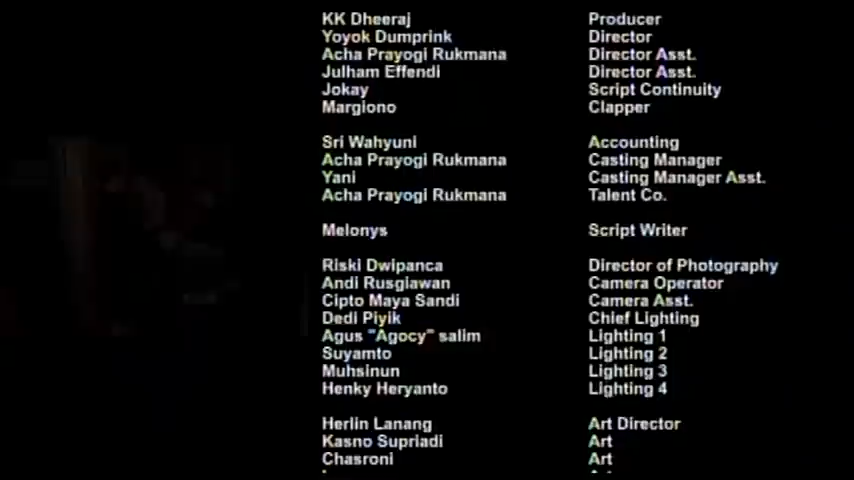 KK Dheeraj Producer
Yoyok Dumprink Director
Acha Prayogi Rukmana Director Asst.
Julham Effendi Director Asst.
Jokay Script Continuity
Margiono Clapper
Sri Wahyuni Accounting
Acha Prayogi Rukmana Casting Manager
Yani Casting Manager Asst.
Acha Prayogi Rukmana Talent Co.
Melonys Script Writer
Riski Dwipanca Director of Photography
Andi Rusgiawan Camera Operator
Cipto Maya Sandi Camera Asst.
Dedi Piyik Chief Lighting
Agus "Agocy" salim Lighting 1
Suyamto Lighting 2
Muhsinun Lighting 3
Henky Heryanto Lighting 4
Herlin Lanang Art Director
Kasno Supriadi Art
Chasroni Art